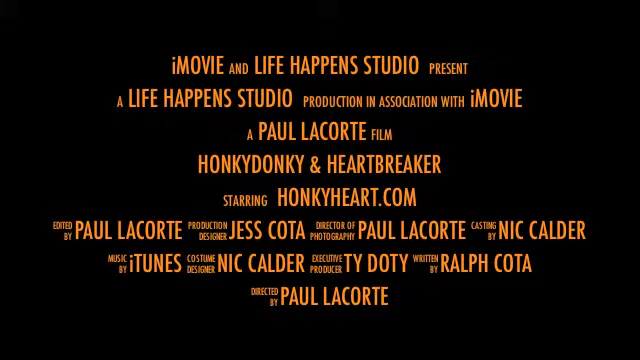 iMOVIE AND LIFE HAPPENS STUDIO PRESENT
A LIFE HAPPENS STUDIO PRODUCTION IN ASSOCIATION WITH iMOVIE
A PAUL LACORTE FILM
HONKYDONKY & HEARTBREAKER
STARRING HONKYHEART.COM
EDITED BY PAUL LACORTE PRODUCTION DESIGNER JESS COTA DIRECTOR OF PHOTOGRAPHY PAUL LACORTE CASTING BY NIC CALDER
MUSIC BY iTUNES COSTUME DESIGNER NIC CALDER EXECUTIVE PRODUCER TY DOTY WRITTEN BY RALPH COTA
DIRECTED BY PAUL LACORTE